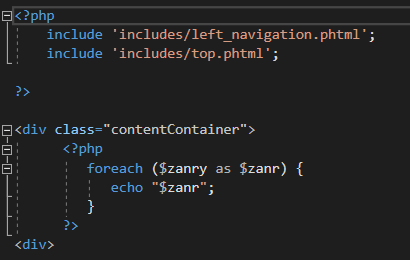 <?php
include 'includes/left_navigation.phtml';
include 'includes/top.phtml';
?>
<div class="contentContainer">
<?php
foreach ($zanry as $zanr) {
echo "$zanr";
}
?>
<div>